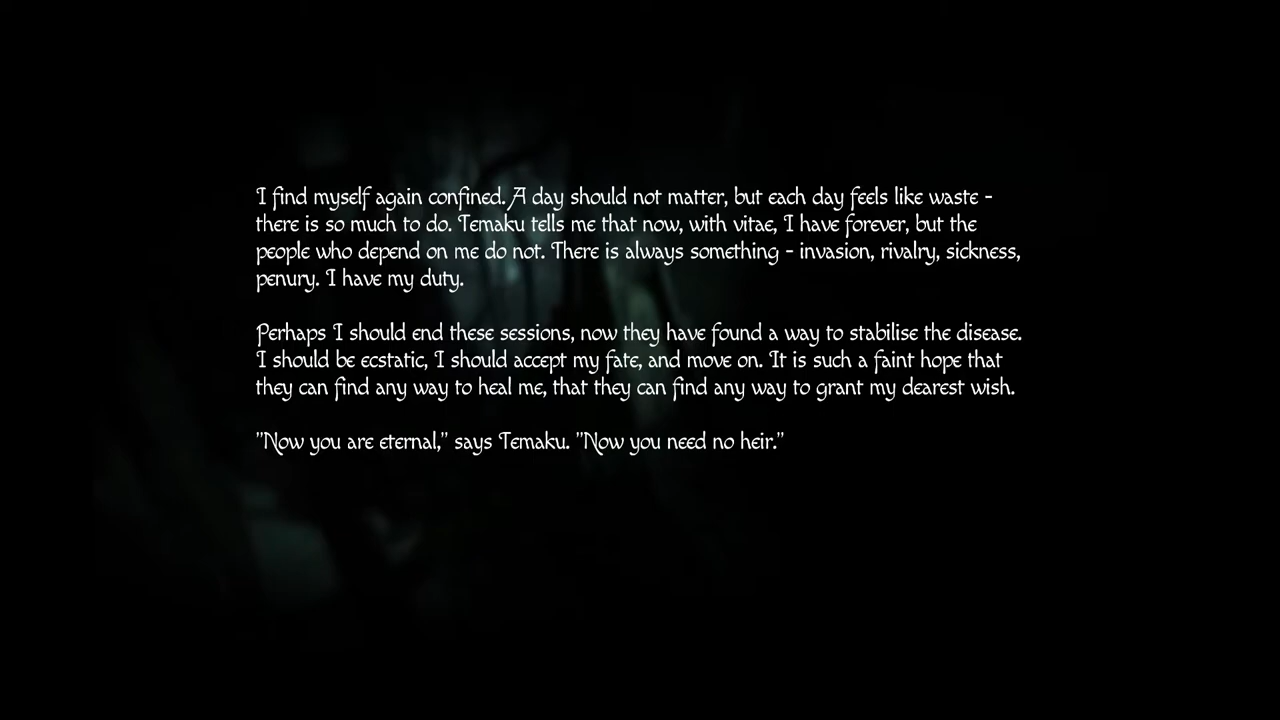 I find myself again confined. A day should not matter, but each day feels like waste -
there is so much to do. Temaku tells me that now, with vitae, I have forever, but the
people who depend on me do not. There is always something - invasion, rivalry, sickness,
penury. I have my duty.
Perhaps I should end these sessions, now they have found a way to stabilise the disease.
I should be ecstatic, I should accept my fate, and move on. It is such a faint hope that
they can find any way to heal me, that they can find any way to grant my dearest wish.
"Now you are eternal," says Temaku. "Now you need no heir."